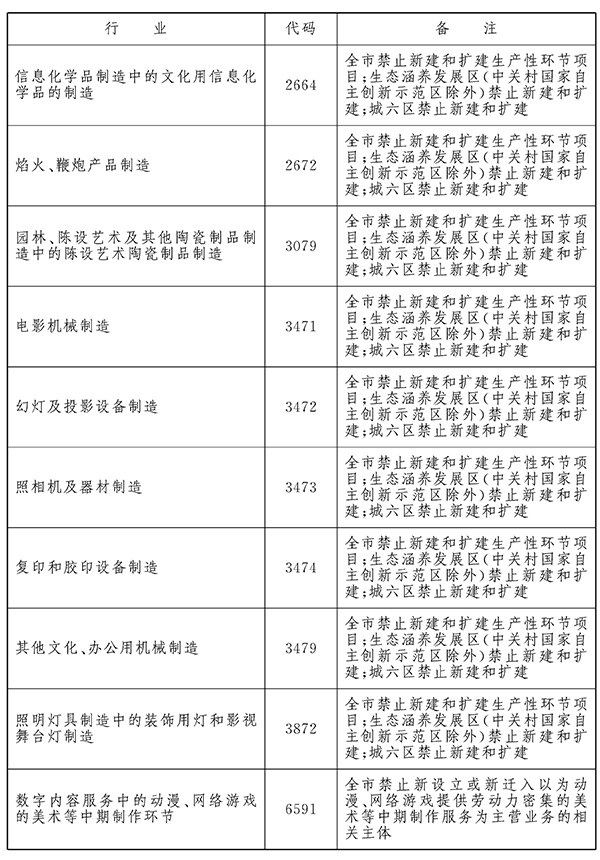 行 业 代码 备 注
信息化学品制造中的文化用信息化
学品的制造
2664
全市禁止新建和扩建生产性环节项
目;生态涵养发展区(中关村国家自
主创新示范区除外)禁止新建和扩
建;城六区禁止新建和扩建
焰火、鞭炮产品制造
2672
全市禁止新建和扩建生产性环节项
目;生态涵养发展区(中关村国家自
主创新示范区除外)禁止新建和扩
建;城六区禁止新建和扩建
园林、陈设艺术及其他陶瓷制品制
造中的陈设艺术陶瓷制品制造
3079
全市禁止新建和扩建生产性环节项
目;生态涵养发展区(中关村国家自
主创新示范区除外)禁止新建和扩
建;城六区禁止新建和扩建
电影机械制造
3471
全市禁止新建和扩建生产性环节项
目;生态涵养发展区(中关村国家自
主创新示范区除外)禁止新建和扩
建;城六区禁止新建和扩建
幻灯及投影设备制造
3472
全市禁止新建和扩建生产性环节项
目;生态涵养发展区(中关村国家自
主创新示范区除外)禁止新建和扩
建;城六区禁止新建和扩建
照相机及器材制造
3473
全市禁止新建和扩建生产性环节项
目;生态涵养发展区(中关村国家自
主创新示范区除外)禁止新建和扩
建;城六区禁止新建和扩建
复印和胶印设备制造
3474
全市禁止新建和扩建生产性环节项
目;生态涵养发展区(中关村国家自
主创新示范区除外)禁止新建和扩
建;城六区禁止新建和扩建
其他文化、办公用机械制造
3479
全市禁止新建和扩建生产性环节项
目;生态涵养发展区(中关村国家自
主创新示范区除外)禁止新建和扩
建;城六区禁止新建和扩建
照明灯具制造中的装饰用灯和影视
舞台灯制造
3872
全市禁止新建和扩建生产性环节项
目;生态涵养发展区(中关村国家自
主创新示范区除外)禁止新建和扩
建;城六区禁止新建和扩建
数字内容服务中的动漫、网络游戏
的美术等中期制作环节
6591
全市禁止新设立或新迁入以为动
漫、网络游戏提供劳动力密集的美
术等中期制作服务为主营业务的相
关主体